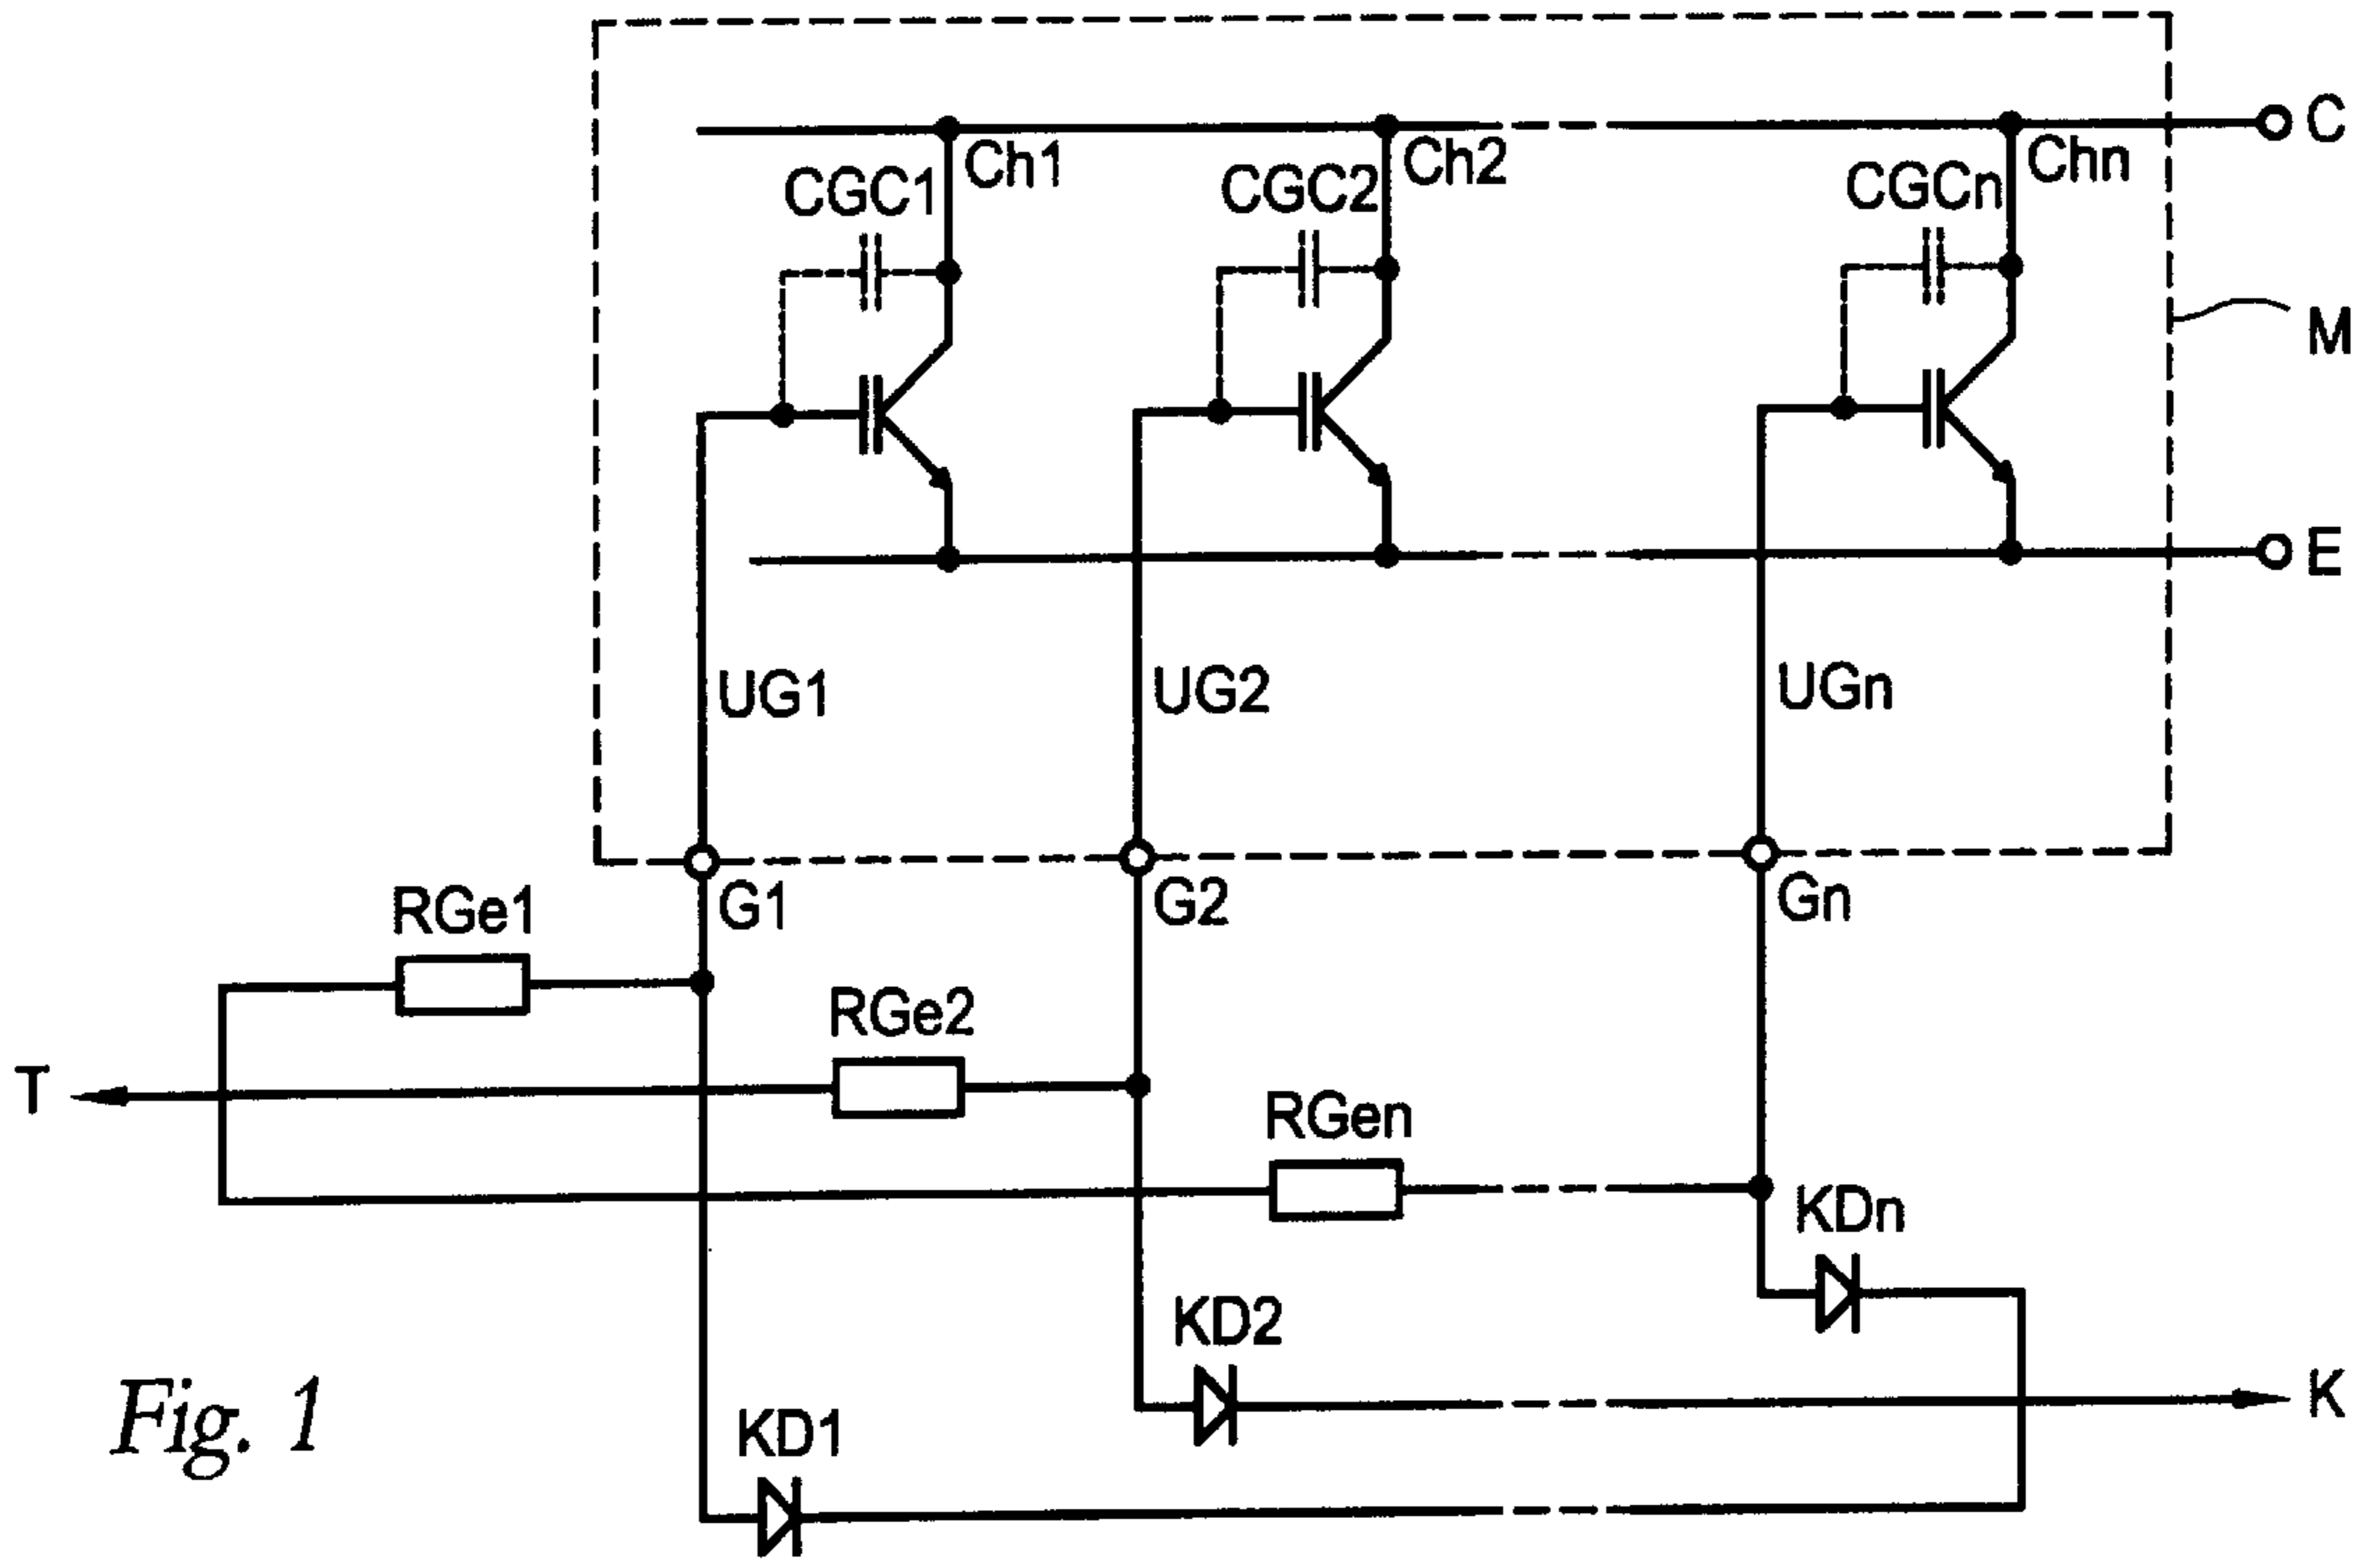 C
Ch1
Ch2
Chn
CGC1
CGC2
CGCn
M
E
UG1
UG2
UGn
G1
G2
Gn
RGe1
RGe2
T
RGen
KDn
KD2
K
KD1
Fig. 1